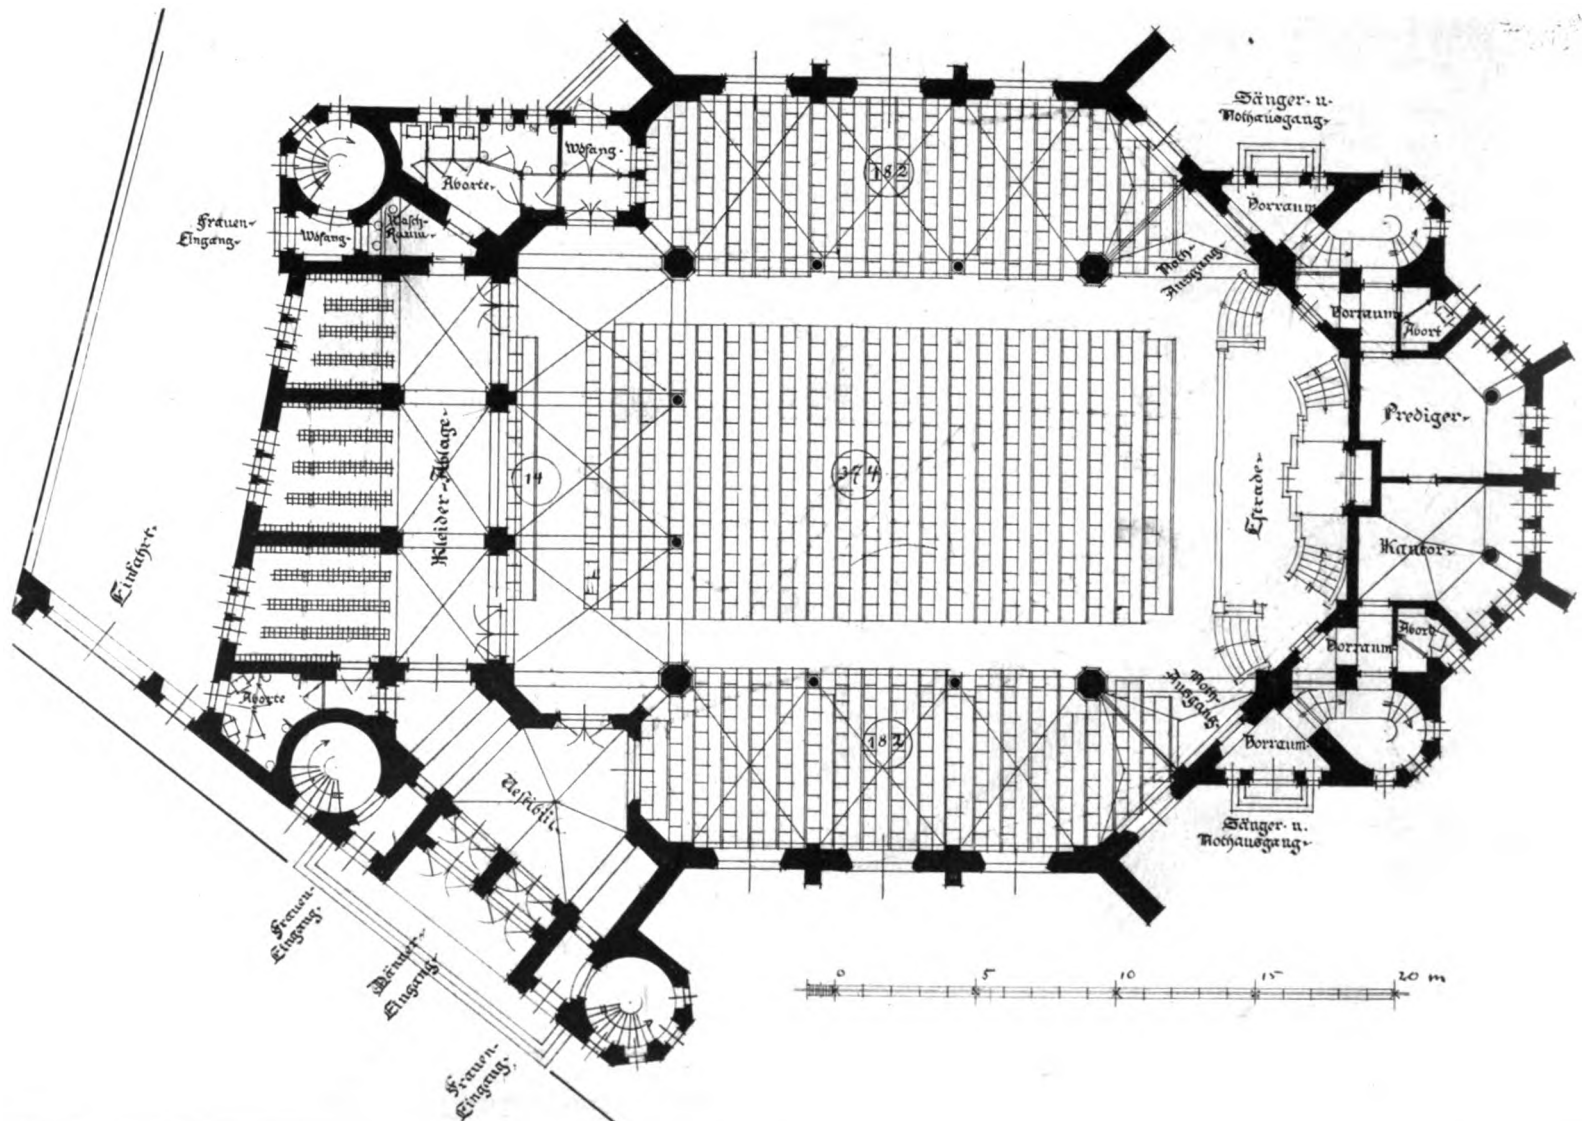 Sänger- u.
Nothausgang.
Aborte.
Wasch-
Raum.
Frauen-
Eingang.
182
Vorraum
Noth-
Ausgang.
Vorraum
Abort
Kleider-Ablage.
14
374
Estrade.
Prediger.
Kantor.
Einfahrt.
Aborte
Vestibül.
182
Noth-
Ausgang.
Vorraum.
Abort
Vorraum.
Sänger- u.
Nothausgang.
Frauen-
Eingang.
Männer-
Eingang.
Frauen-
Eingang.
0 5 10 15 20 m